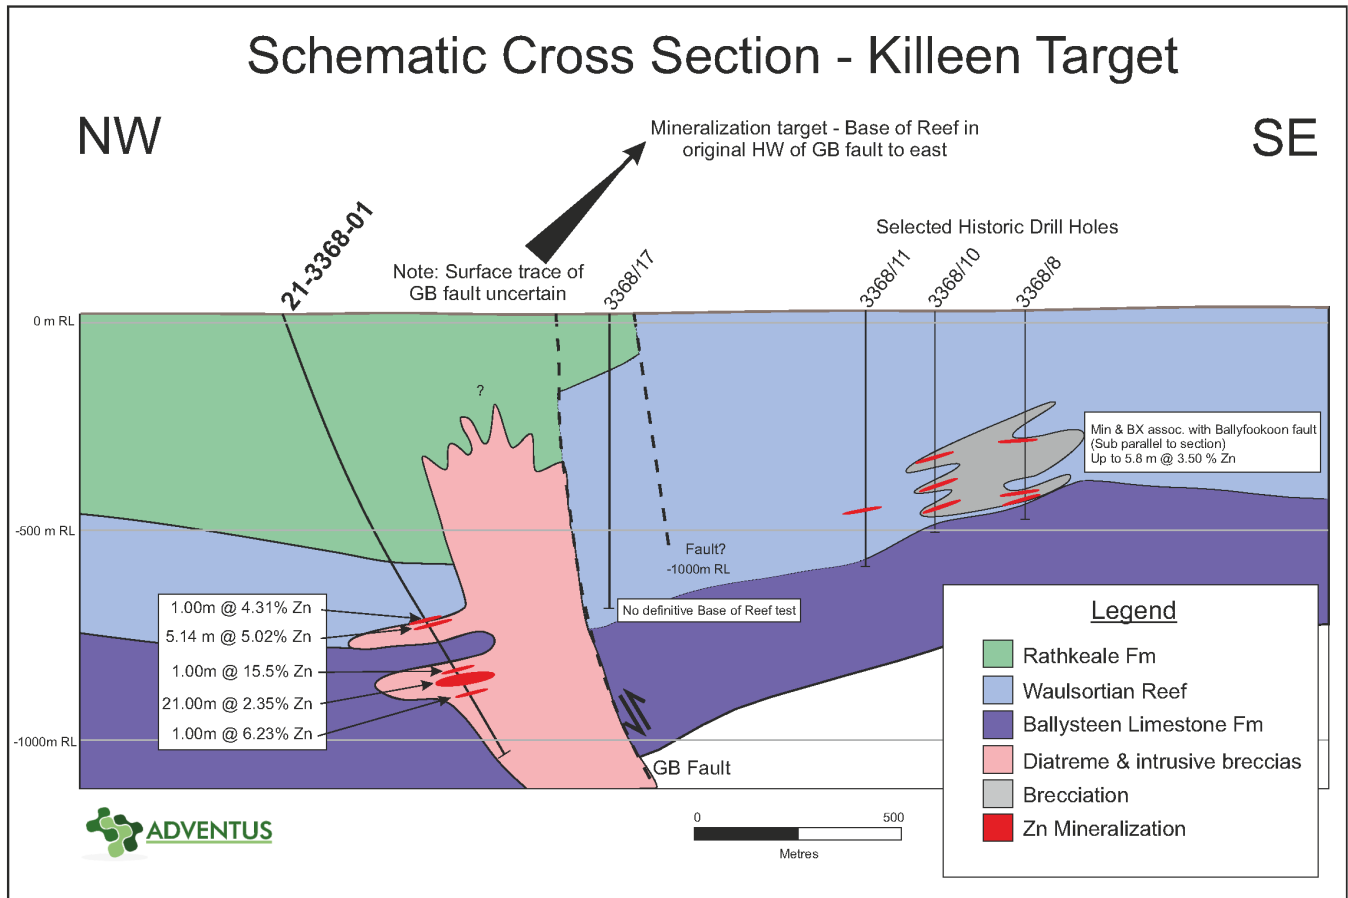 Schematic Cross Section - Killeen Target
NW
SE
Mineralization target - Base of Reef in
original HW of GB fault to east
21-3368-01
Note: Surface trace of
GB fault uncertain
3368/17
Selected Historic Drill Holes
3368/11
3368/10
3368/8
0 m RL
?
Min & BX assoc. with Ballyfookoon fault
(Sub parallel to section)
Up to 5.8 m @ 3.50 % Zn
-500 m RL
Fault?
-1000m RL
No definitive Base of Reef test
1.00m @ 4.31% Zn
5.14 m @ 5.02% Zn
1.00m @ 15.5% Zn
21.00m @ 2.35% Zn
1.00m @ 6.23% Zn
-1000m RL
GB Fault
Legend
Rathkeale Fm
Waulsortian Reef
Ballysteen Limestone Fm
Diatreme & intrusive breccias
Brecciation
Zn Mineralization
ADVENTUS
0 500
Metres